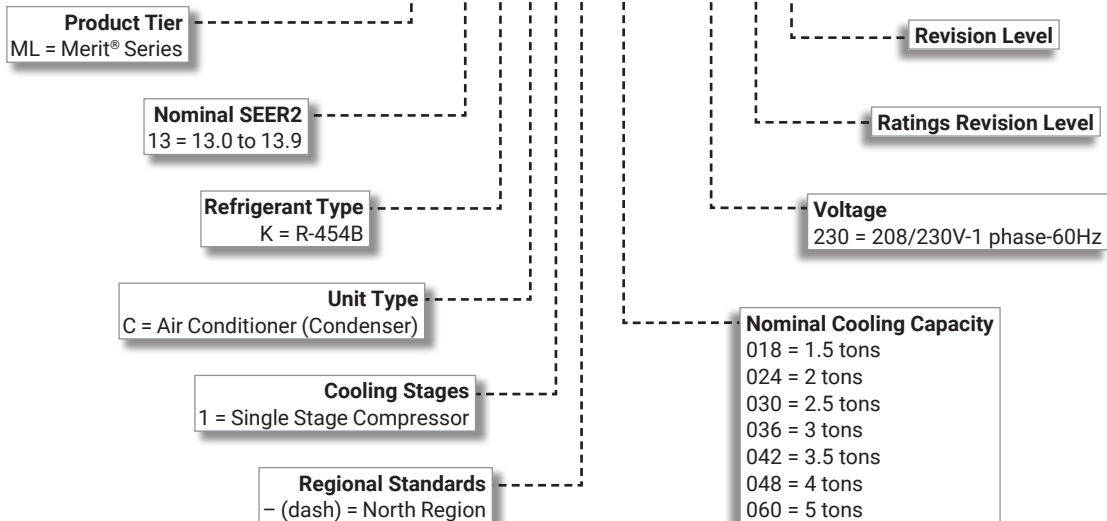 Product Tier
ML = Merit® Series
Nominal SEER2
13 = 13.0 to 13.9
Refrigerant Type
K = R-454B
Unit Type
C = Air Conditioner (Condenser)
Cooling Stages
1 = Single Stage Compressor
Regional Standards
– (dash) = North Region
Revision Level
Ratings Revision Level
Voltage
230 = 208/230V-1 phase-60Hz
Nominal Cooling Capacity
018 = 1.5 tons
024 = 2 tons
030 = 2.5 tons
036 = 3 tons
042 = 3.5 tons
048 = 4 tons
060 = 5 tons